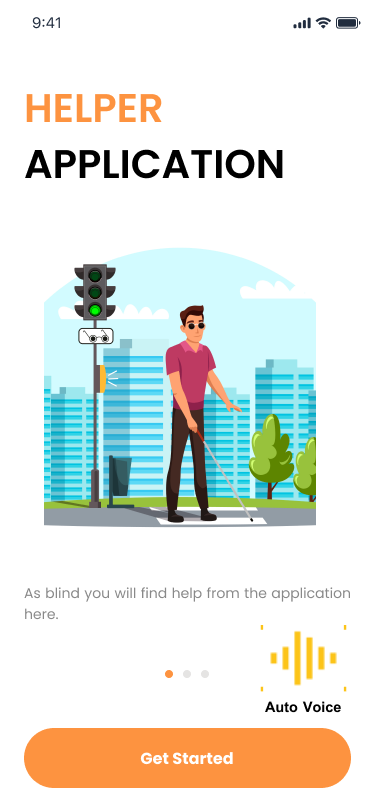 9:41
HELPER
APPLICATION
As blind you will find help from the application
here.
Auto Voice
Get Started